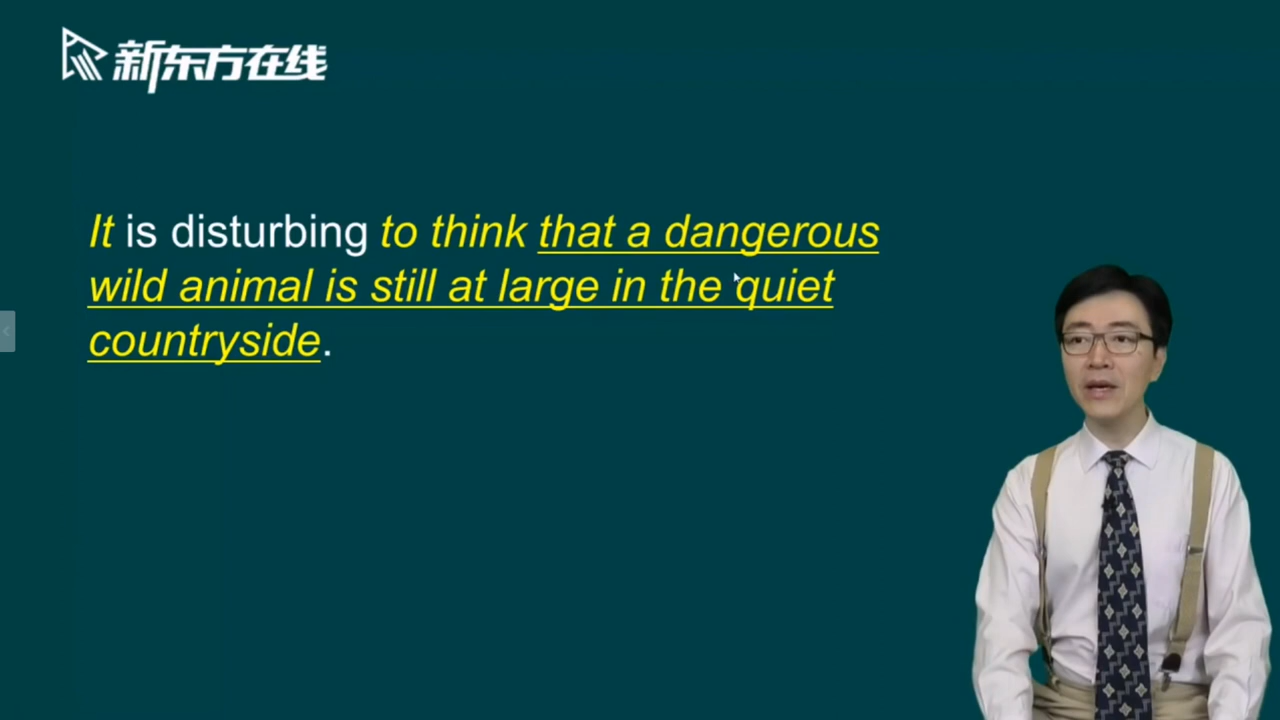 新东方在线
It is disturbing to think that a dangerous
wild animal is still at large in the quiet
countryside.